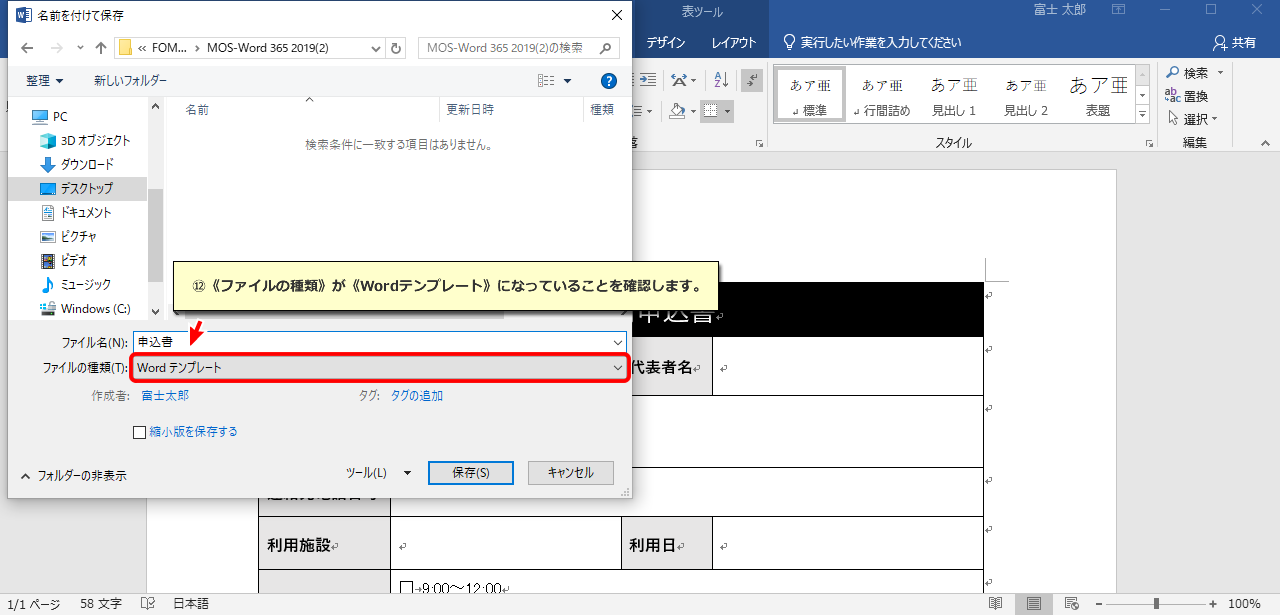 名前を付けて保存
« FOM... › MOS-Word 365 2019(2)
MOS-Word 365 2019(2)の検索
整理
新しいフォルダー
PC
3D オブジェクト
ダウンロード
デスクトップ
ドキュメント
ピクチャ
ビデオ
ミュージック
Windows (C:)
名前
更新日時
種類
検索条件に一致する項目はありません。
⑫《ファイルの種類》が《Wordテンプレート》になっていることを確認します。
ファイル名(N): 申込書
ファイルの種類(T): Word テンプレート
作成者: 富士太郎
タグ: タグの追加
縮小版を保存する
フォルダーの非表示
ツール(L)
保存(S)
キャンセル
表ツール
富士 太郎
デザイン
レイアウト
実行したい作業を入力してください
共有
あア亜
標準
あア亜
行間詰め
あア亜
見出し 1
あア亜
見出し 2
あア亜
表題
スタイル
検索
置換
選択
編集
申込書
代表者名
利用施設
利用日
9:00～12:00
1/1 ページ
58 文字
日本語
100%